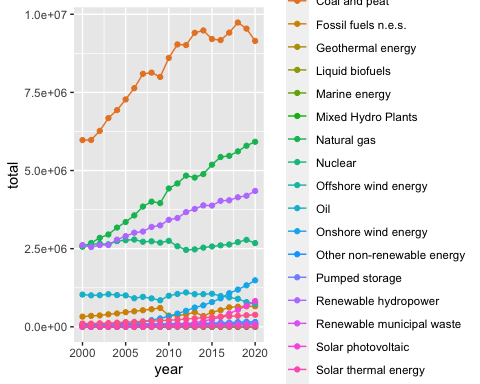 Coal and peat
1.0e+07
Fossil fuels n.e.s.
Geothermal energy
Liquid biofuels
7.5e+06
Marine energy
Mixed Hydro Plants
Natural gas
total
5.0e+06
Nuclear
Offshore wind energy
Oil
Onshore wind energy
2.5e+06
Other non-renewable energy
Pumped storage
Renewable hydropower
Renewable municipal waste
0.0e+00
Solar photovoltaic
2000 2005 2010 2015 2020
year
Solar thermal energy